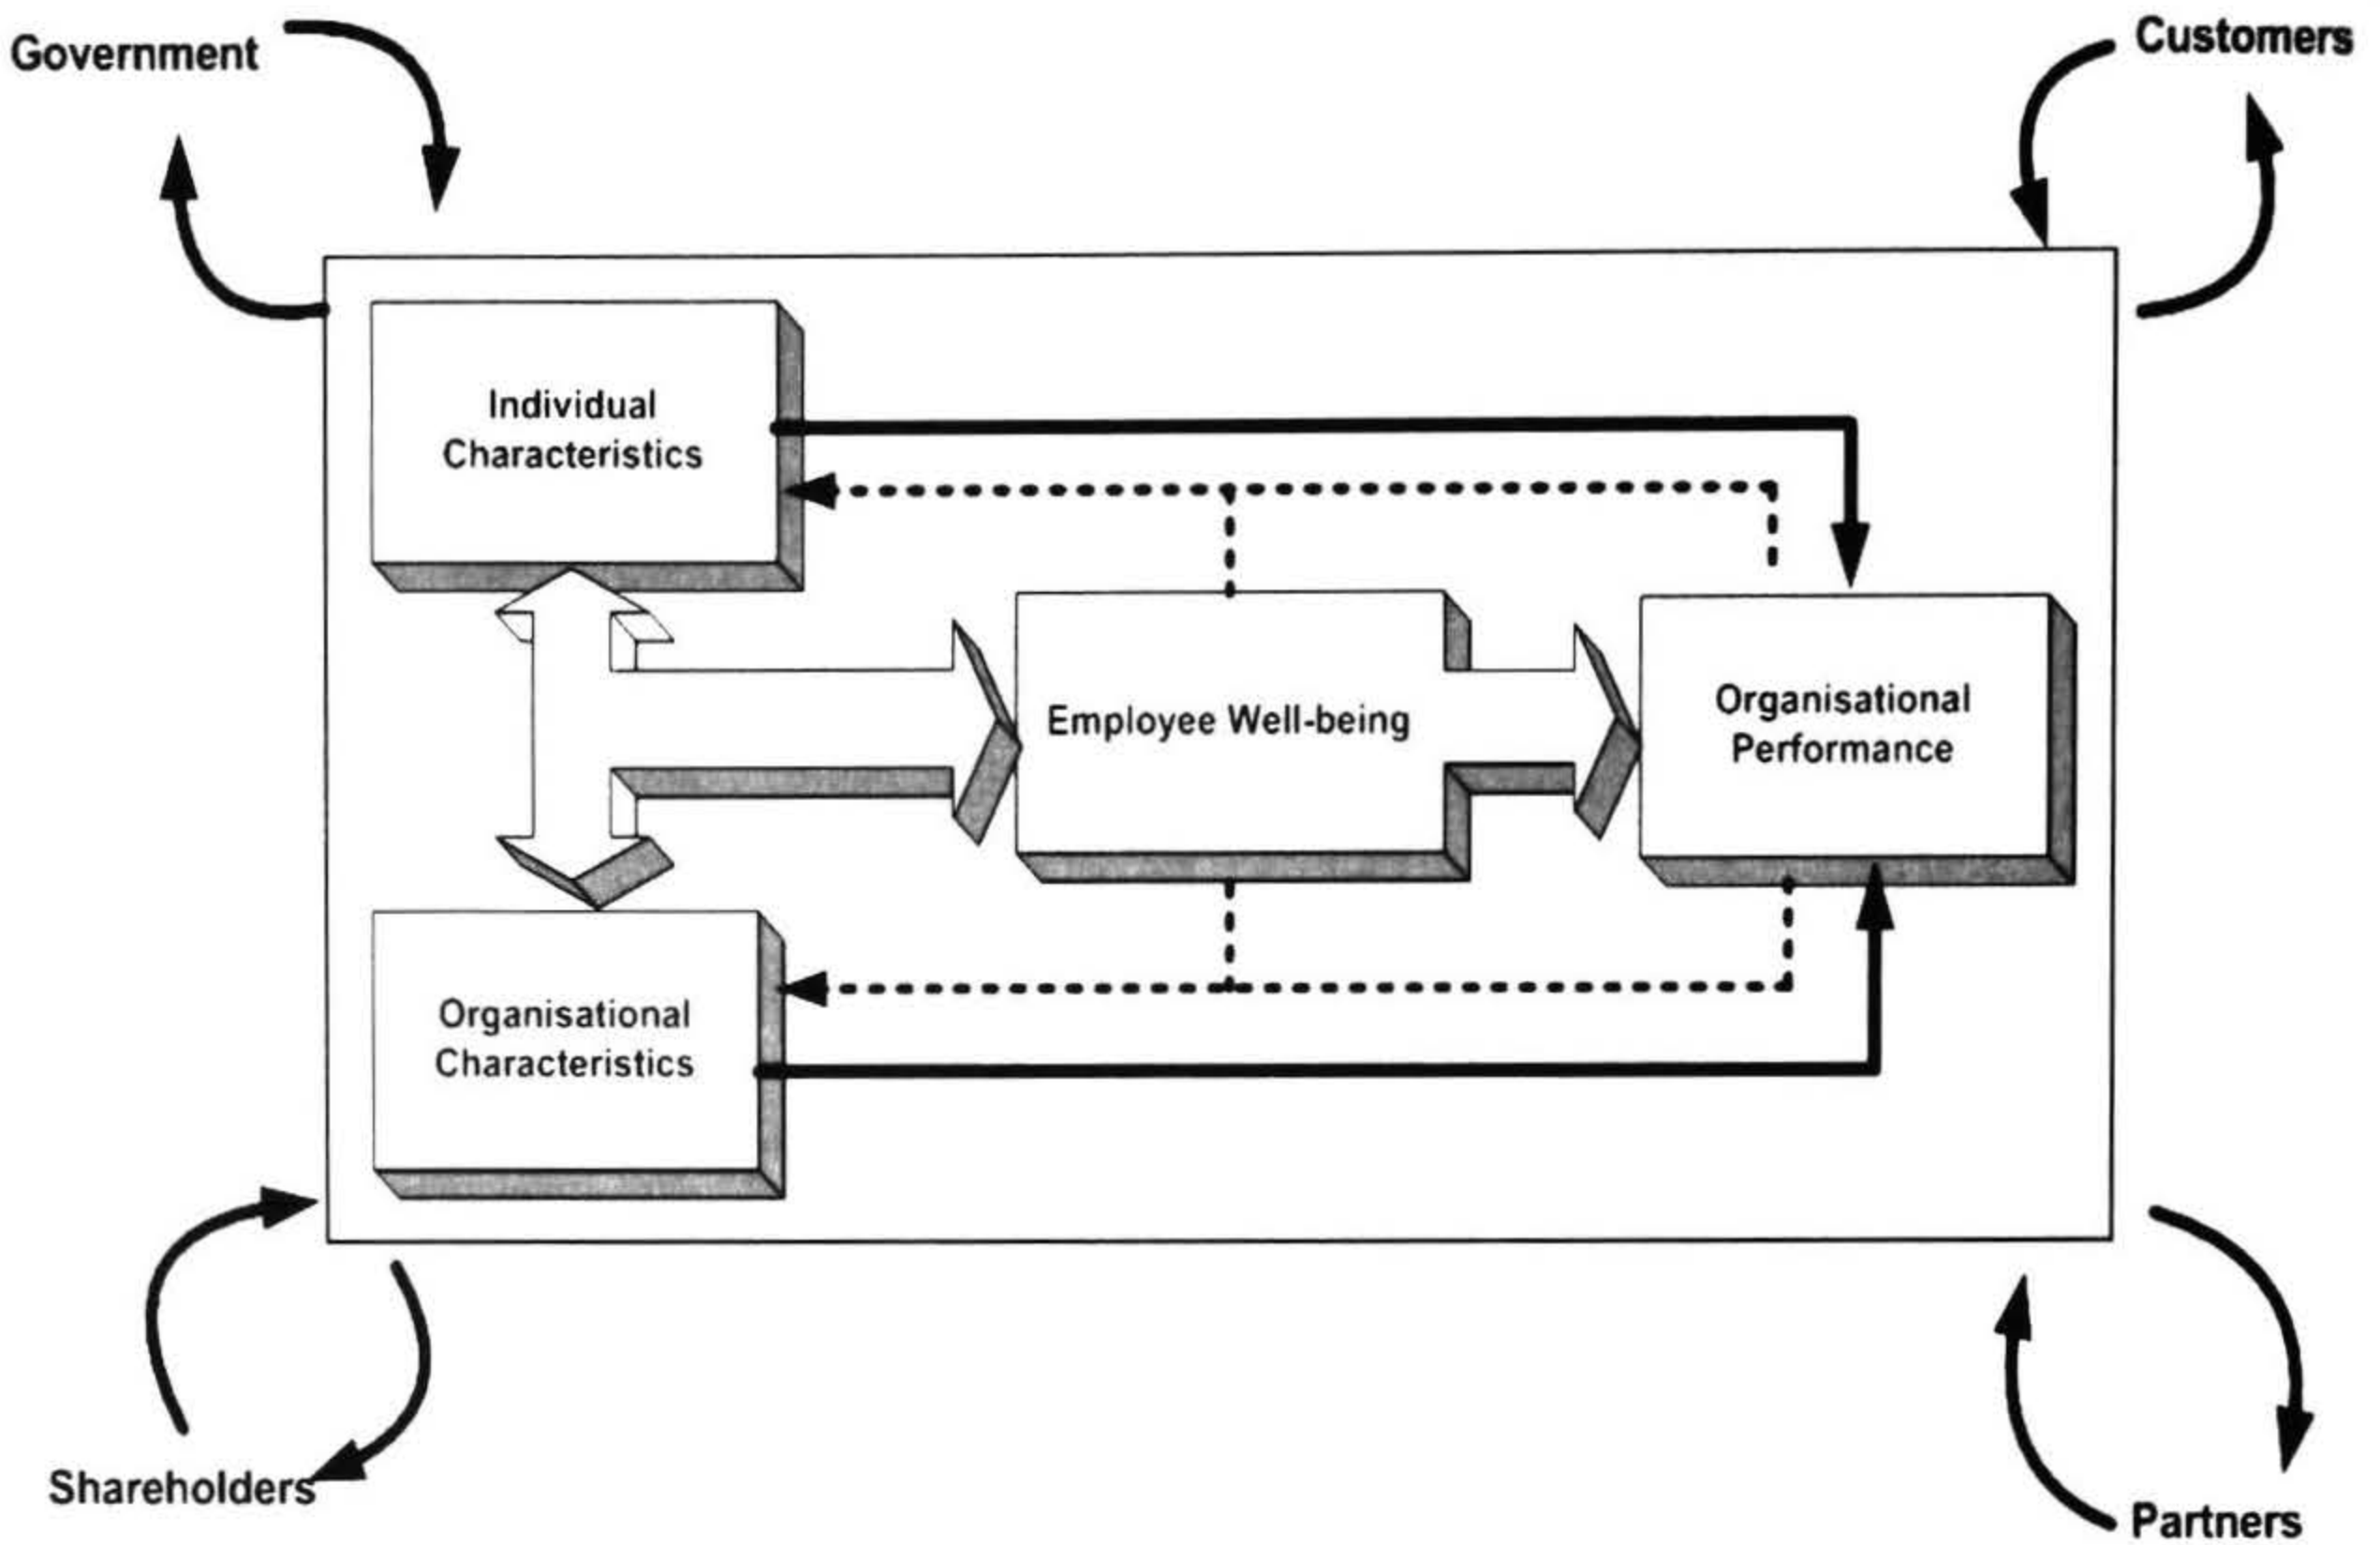 Government
Customers
Individual
Characteristics
Employee Well-being
Organisational
Performance
Organisational
Characteristics
Shareholders
Partners